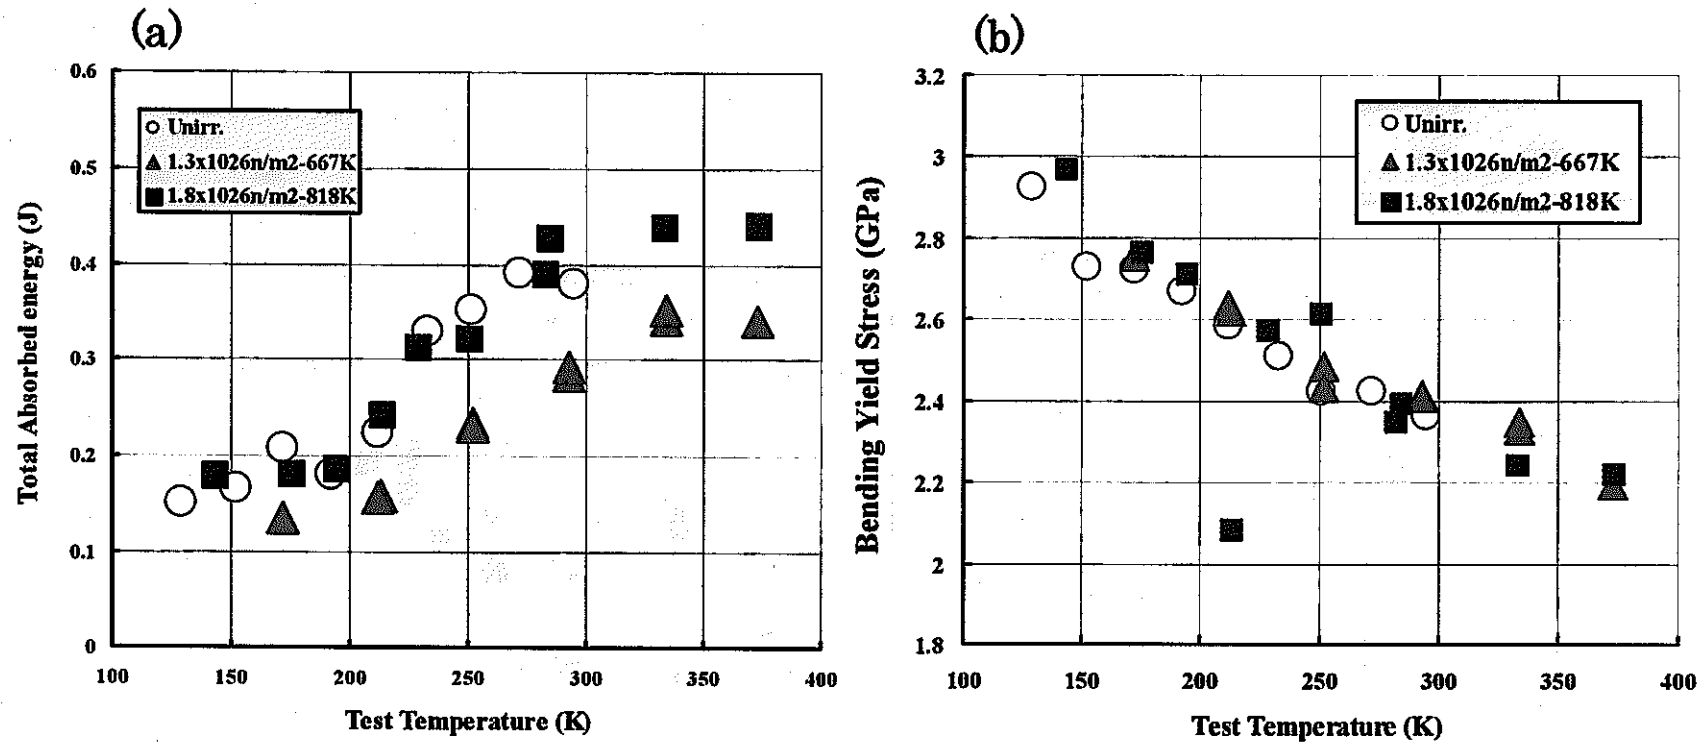 (a)
0.6
0.5
0.4
0.3
0.2
0.1
0
Total Absorbed energy (J)
Unirr.
1.3x1026n/m2-667K
1.8x1026n/m2-818K
100 150 200 250 300 350 400
Test Temperature (K)
(b)
3.2
3
2.8
2.6
2.4
2.2
2
1.8
Bending Yield Stress (GPa)
Unirr.
1.3x1026n/m2-667K
1.8x1026n/m2-818K
100 150 200 250 300 350 400
Test Temperature (K)